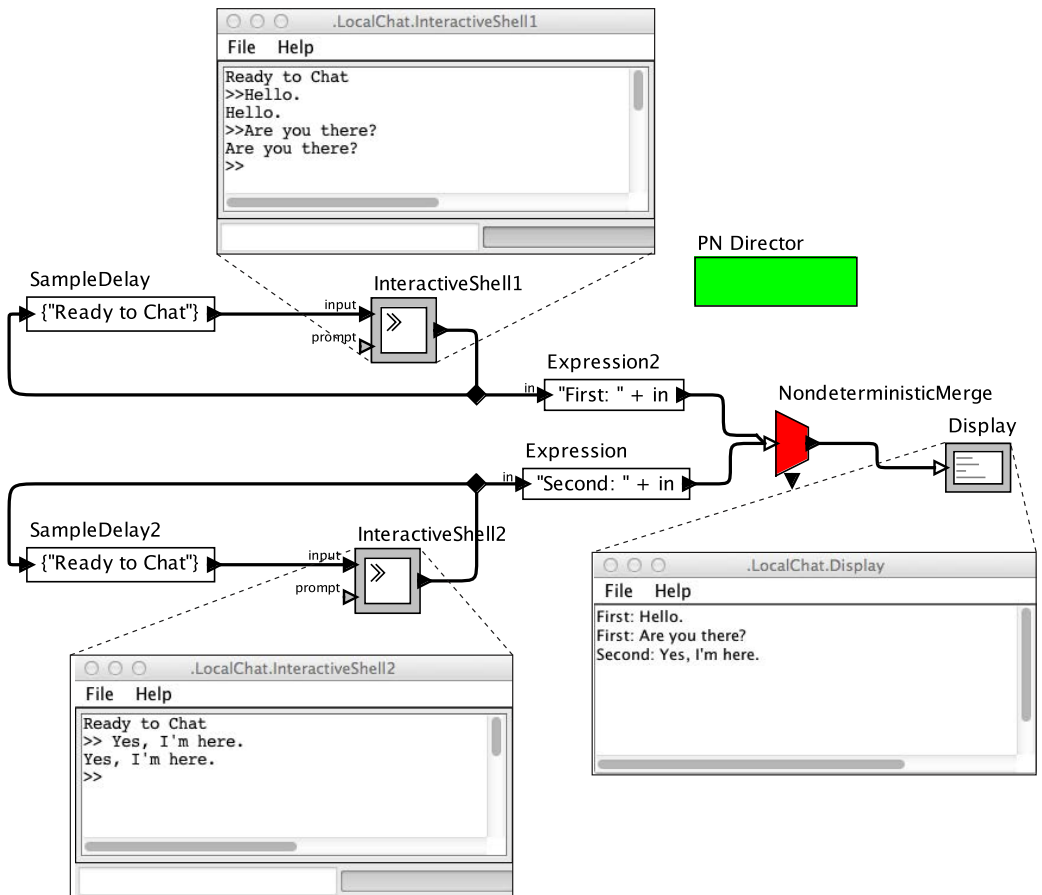 .LocalChat.InteractiveShell1
File Help
Ready to Chat
>>Hello.
Hello.
>>Are you there?
Are you there?
>>
PN Director
SampleDelay
{"Ready to Chat"}
InteractiveShell1
input
prompt
Expression2
in
"First: " + in
NondeterministicMerge
Display
Expression
in
"Second: " + in
SampleDelay2
{"Ready to Chat"}
InteractiveShell2
input
prompt
.LocalChat.Display
File Help
First: Hello.
First: Are you there?
Second: Yes, I'm here.
.LocalChat.InteractiveShell2
File Help
Ready to Chat
>> Yes, I'm here.
Yes, I'm here.
>>